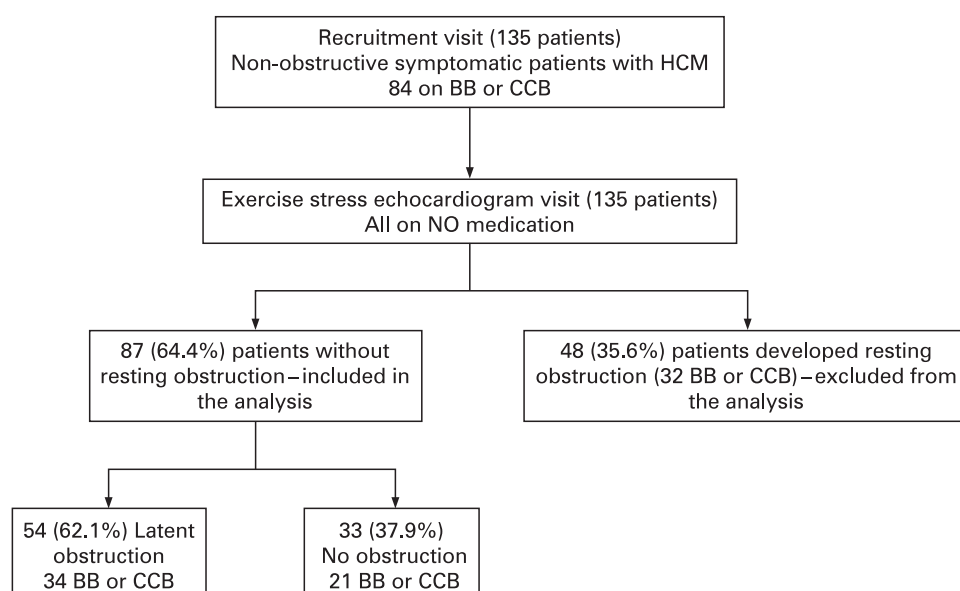 Recruitment visit (135 patients)
Non-obstructive symptomatic patients with HCM
84 on BB or CCB
Exercise stress echocardiogram visit (135 patients)
All on NO medication
87 (64.4%) patients without
resting obstruction–included in
the analysis
48 (35.6%) patients developed resting
obstruction (32 BB or CCB)–excluded from
the analysis
54 (62.1%) Latent
obstruction
34 BB or CCB
33 (37.9%)
No obstruction
21 BB or CCB